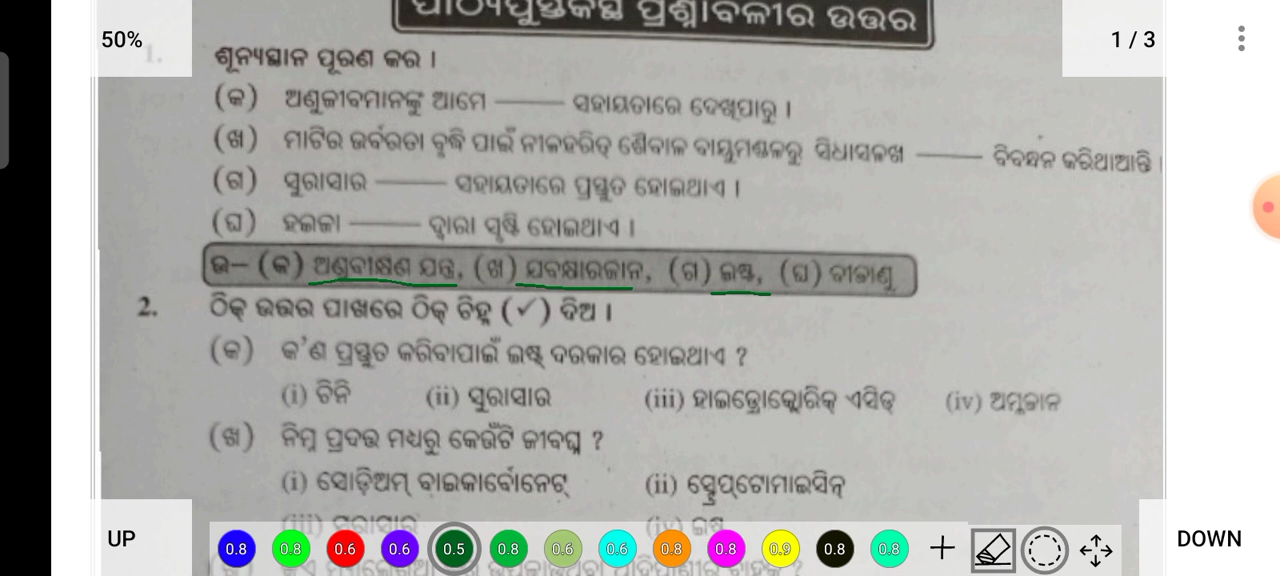 50%
1 / 3
ପାଠ୍ୟପୁସ୍ତକସ୍ଥ ପ୍ରଶ୍ନାବଳୀର ଉତ୍ତର
1. ଶୂନ୍ୟସ୍ଥାନ ପୂରଣ କର ।
(କ) ଅଣୁଜୀବମାନଙ୍କୁ ଆମେ ——— ସହାୟତାରେ ଦେଖିପାରୁ ।
(ଖ) ମାଟିର ଉର୍ବରତା ବୃଦ୍ଧି ପାଇଁ ନୀଳହରିତ୍ ଶୈବାଳ ବାୟୁମଣ୍ଡଳରୁ ସିଧାସଳଖ ——— ବିବନ୍ଧନ କରିଥାଆନ୍ତି ।
(ଗ) ସୁରାସାର ——— ସହାୟତାରେ ପ୍ରସ୍ତୁତ ହୋଇଥାଏ ।
(ଘ) ହଇଜା ——— ଦ୍ୱାରା ସୃଷ୍ଟି ହୋଇଥାଏ ।
ଉ— (କ) ଅଣୁବୀକ୍ଷଣ ଯନ୍ତ୍ର, (ଖ) ଯବକ୍ଷାରଜାନ, (ଗ) ଇଷ୍ଟ, (ଘ) ବୀଜାଣୁ
2. ଠିକ୍ ଉତ୍ତର ପାଖରେ ଠିକ୍ ଚିହ୍ନ (✓) ଦିଅ ।
(କ) କ'ଣ ପ୍ରସ୍ତୁତ କରିବାପାଇଁ ଇଷ୍ଟ୍ ଦରକାର ହୋଇଥାଏ ?
(i) ଚିନି (ii) ସୁରାସାର (iii) ହାଇଡ୍ରୋକ୍ଲୋରିକ୍ ଏସିଡ୍ (iv) ଅମ୍ଳଜାନ
(ଖ) ନିମ୍ନ ପ୍ରଦତ୍ତ ମଧ୍ୟରୁ କେଉଁଟି ଜୀବଘ୍ନ ?
(i) ସୋଡ଼ିଅମ୍ ବାଇକାର୍ବୋନେଟ୍ (ii) ସ୍ଟ୍ରେପ୍ଟୋମାଇସିନ୍
(iii) ସୁରାସାର (iv) ଇଷ୍ଟ
UP
0.8 0.8 0.6 0.6 0.5 0.8 0.6 0.6 0.8 0.8 0.9 0.8 0.8
DOWN